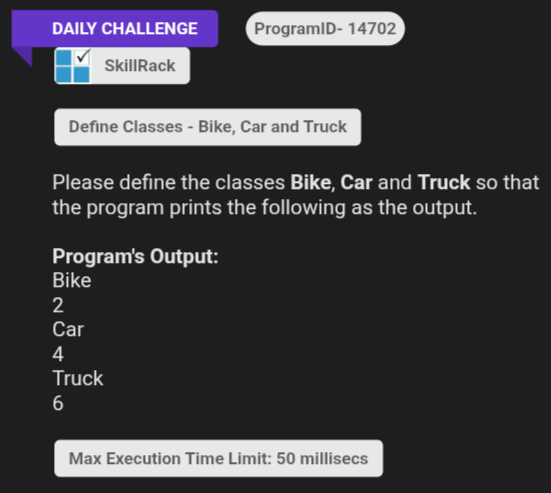 DAILY CHALLENGE
ProgramID- 14702
SkillRack
Define Classes - Bike, Car and Truck
Please define the classes Bike, Car and Truck so that
the program prints the following as the output.
Program's Output:
Bike
2
Car
4
Truck
6
Max Execution Time Limit: 50 millisecs